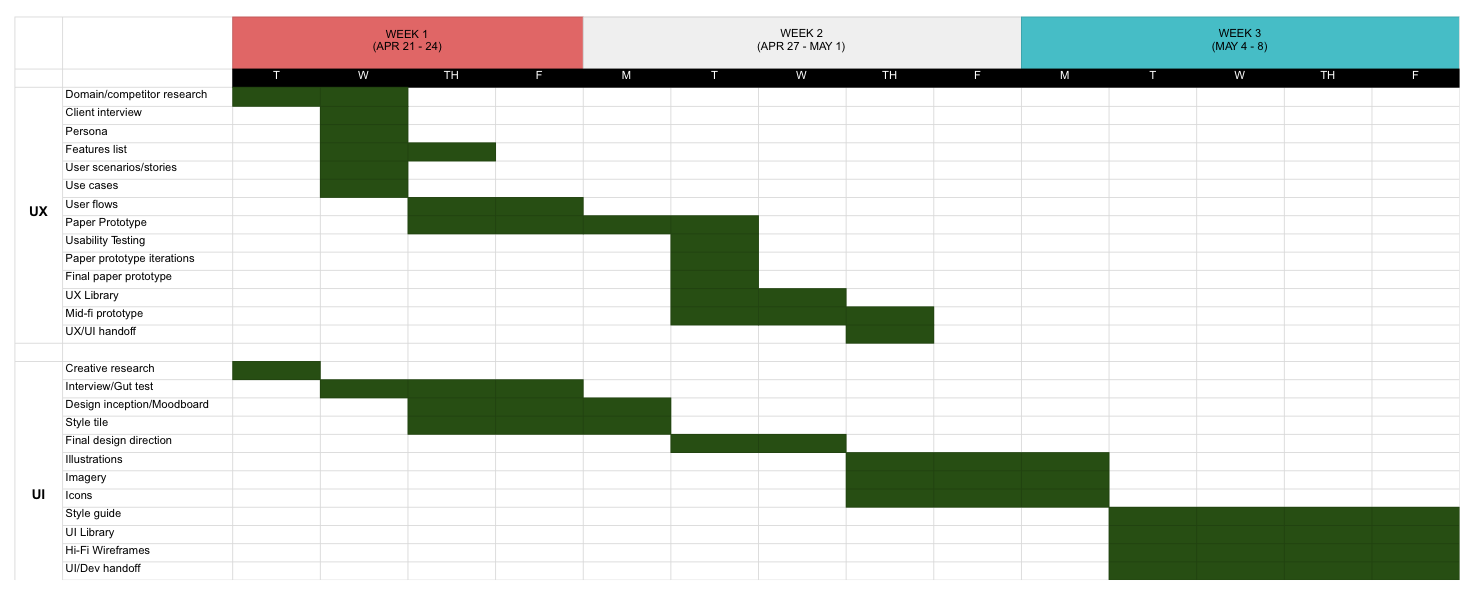 WEEK 1
(APR 21 - 24)
WEEK 2
(APR 27 - MAY 1)
WEEK 3
(MAY 4 - 8)
T W TH F M T W TH F M T W TH F
UX
Domain/competitor research
Client interview
Persona
Features list
User scenarios/stories
Use cases
User flows
Paper Prototype
Usability Testing
Paper prototype iterations
Final paper prototype
UX Library
Mid-fi prototype
UX/UI handoff
UI
Creative research
Interview/Gut test
Design inception/Moodboard
Style tile
Final design direction
Illustrations
Imagery
Icons
Style guide
UI Library
Hi-Fi Wireframes
UI/Dev handoff